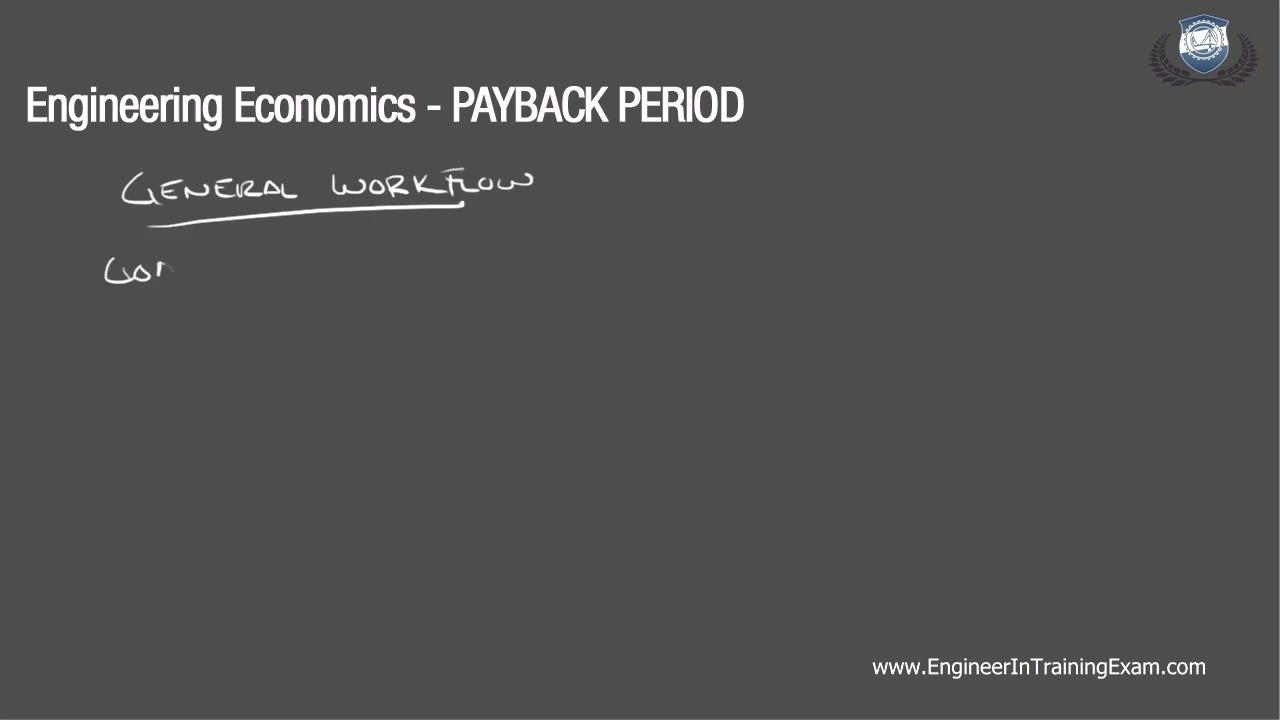 Engineering Economics - PAYBACK PERIOD
GENERAL WORKFLOW
www.EngineerInTrainingExam.com